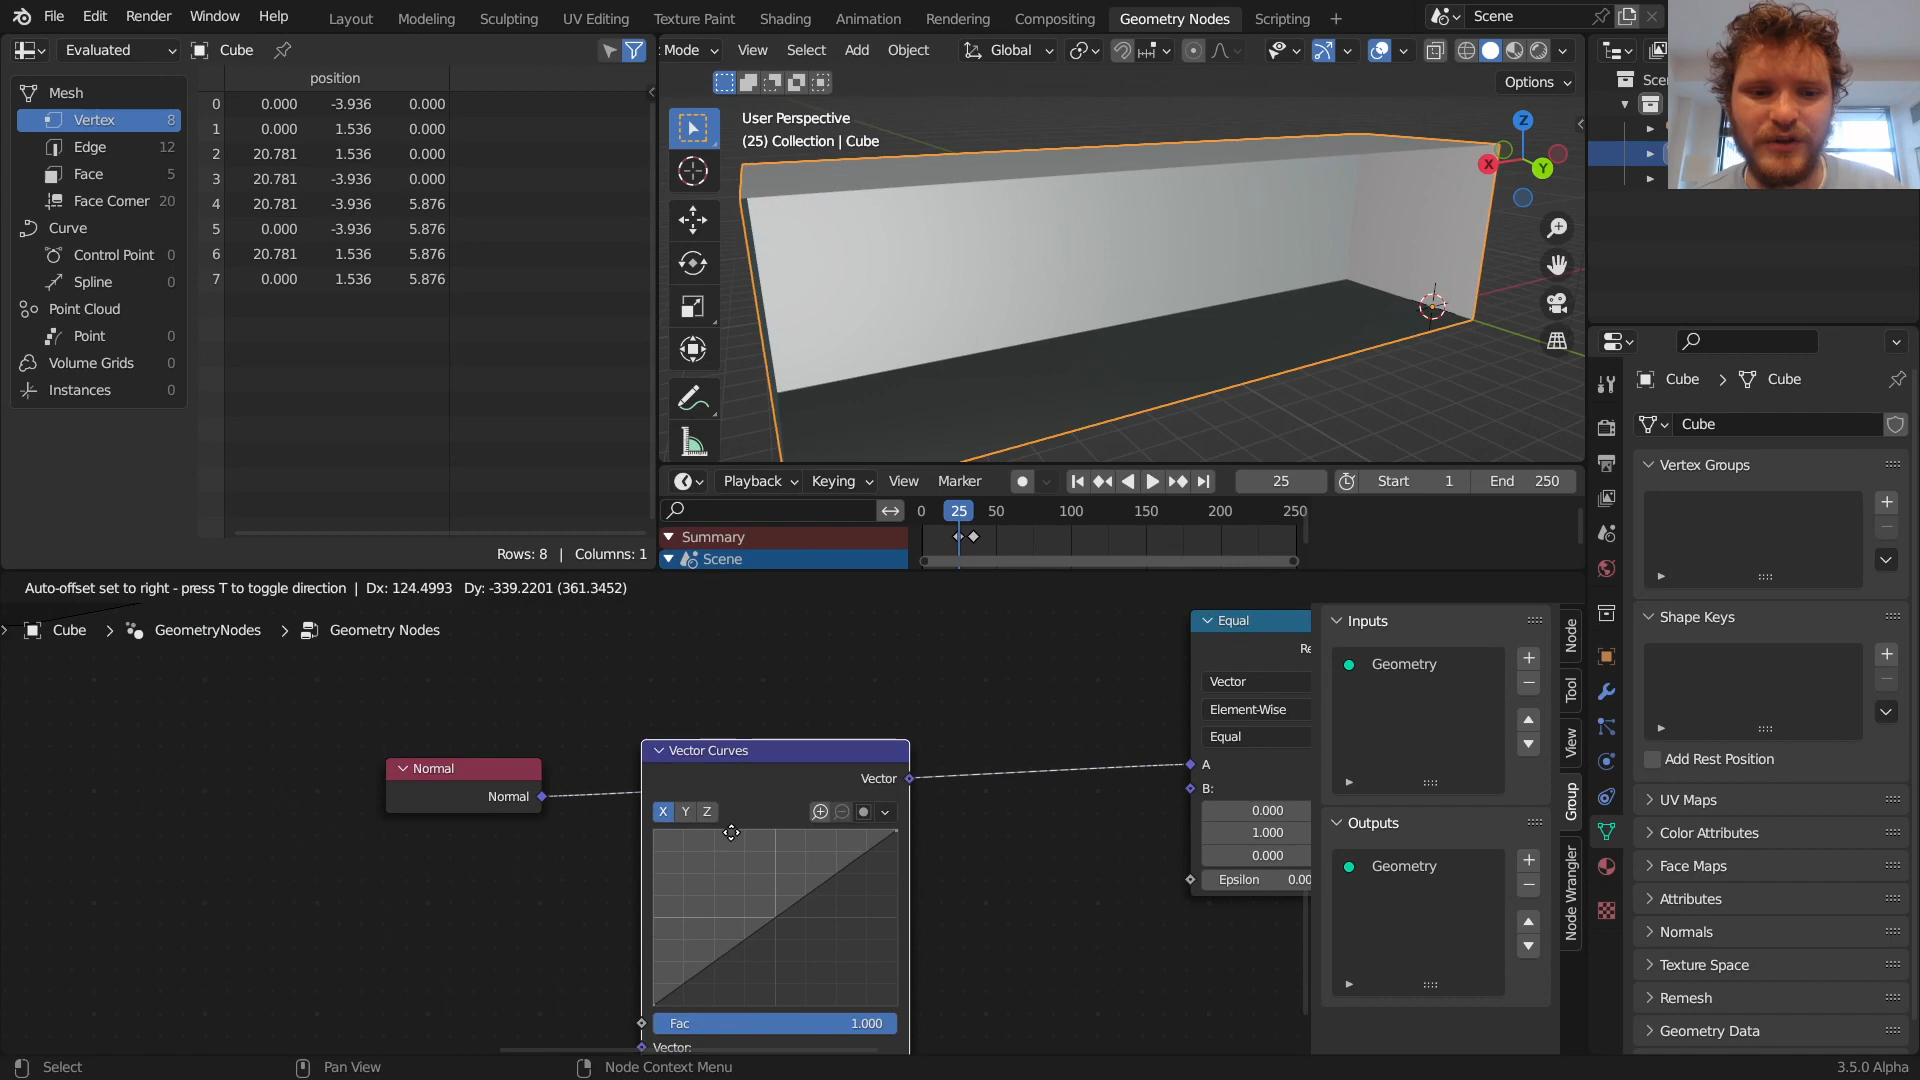 File Edit Render Window Help
Layout Modeling Sculpting UV Editing Texture Paint Shading Animation Rendering Compositing Geometry Nodes Scripting +
Scene
Evaluated Cube
Mode View Select Add Object Global
Options
position
0 0.000 -3.936 0.000
1 0.000 1.536 0.000
2 20.781 1.536 0.000
3 20.781 -3.936 0.000
4 20.781 -3.936 5.876
5 0.000 -3.936 5.876
6 20.781 1.536 5.876
7 0.000 1.536 5.876
Mesh
Vertex 8
Edge 12
Face 5
Face Corner 20
Curve
Control Point 0
Spline 0
Point Cloud
Point 0
Volume Grids 0
Instances 0
Rows: 8 | Columns: 1
User Perspective
(25) Collection | Cube
Z
X
Y
Playback Keying View Marker
25
Start 1
End 250
0 25 50 100 150 200 250
Summary
Scene
Auto-offset set to right - press T to toggle direction | Dx: 124.4993 Dy: -339.2201 (361.3452)
Cube > GeometryNodes > Geometry Nodes
Normal
Normal
Vector Curves
Vector
X Y Z
Fac 1.000
Vector:
Equal
Vector
Element-Wise
Equal
A
B:
0.000
1.000
0.000
Epsilon 0.00
Inputs
Geometry
Outputs
Geometry
Node
Tool
View
Group
Node Wrangler
Cube > Cube
Cube
Vertex Groups
Shape Keys
Add Rest Position
UV Maps
Color Attributes
Face Maps
Attributes
Normals
Texture Space
Remesh
Geometry Data
Select
Pan View
Node Context Menu
3.5.0 Alpha